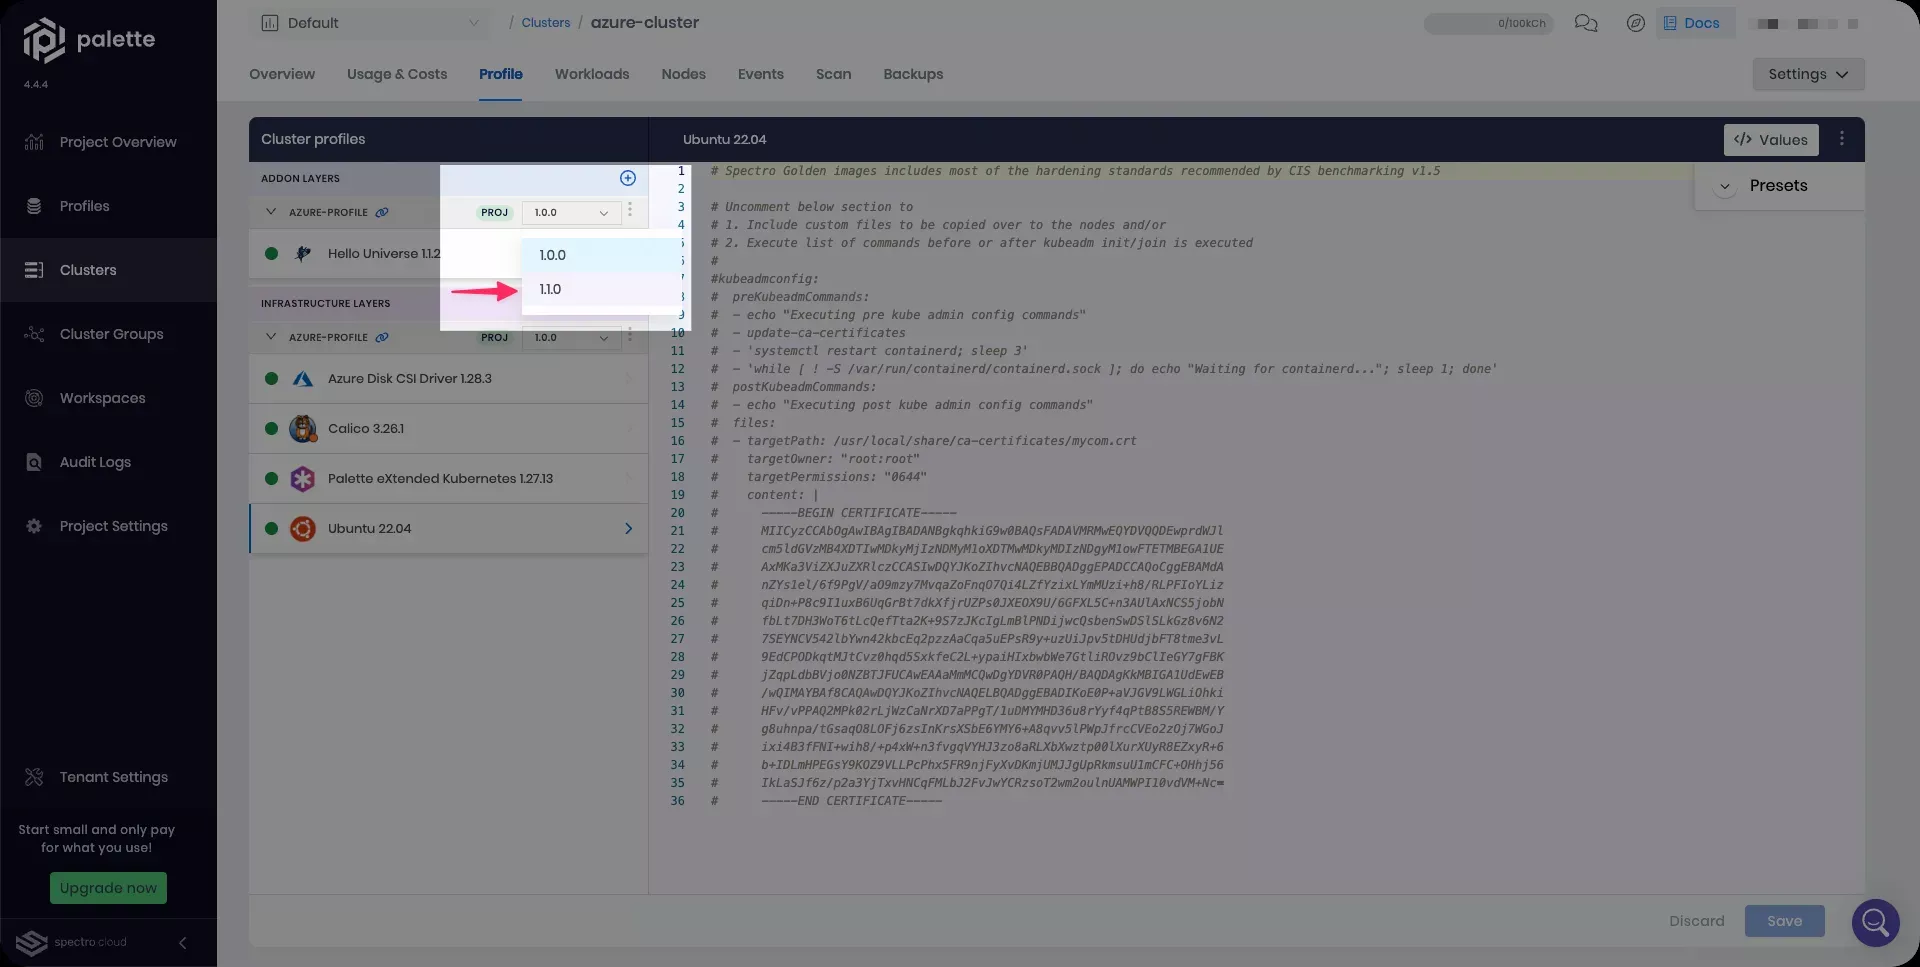 palette
4.4.4
Project Overview
Profiles
Clusters
Cluster Groups
Workspaces
Audit Logs
Project Settings
Tenant Settings
Start small and only pay
for what you use!
Upgrade now
spectro cloud
Default
/ Clusters / azure-cluster
0/100kCh
Docs
Overview
Usage & Costs
Profile
Workloads
Nodes
Events
Scan
Backups
Settings
Cluster profiles
ADDON LAYERS
AZURE-PROFILE
PROJ
1.0.0
1.0.0
1.1.0
Hello Universe 1.1.2
INFRASTRUCTURE LAYERS
AZURE-PROFILE
PROJ
1.0.0
Azure Disk CSI Driver 1.28.3
Calico 3.26.1
Palette eXtended Kubernetes 1.27.13
Ubuntu 22.04
Ubuntu 22.04
</> Values
Presets
1 # Spectro Golden images includes most of the hardening standards recommended by CIS benchmarking v1.5
2
3 # Uncomment below section to
4 # 1. Include custom files to be copied over to the nodes and/or
# 2. Execute list of commands before or after kubeadm init/join is executed
#
#kubeadmconfig:
# preKubeadmCommands:
9 # - echo "Executing pre kube admin config commands"
10 # - update-ca-certificates
11 # - 'systemctl restart containerd; sleep 3'
12 # - 'while [ ! -S /var/run/containerd/containerd.sock ]; do echo "Waiting for containerd..."; sleep 1; done'
13 # postKubeadmCommands:
14 # - echo "Executing post kube admin config commands"
15 # files:
16 # - targetPath: /usr/local/share/ca-certificates/mycom.crt
17 # targetOwner: "root:root"
18 # targetPermissions: "0644"
19 # content: |
20 # -----BEGIN CERTIFICATE-----
21 # MIICyzCCAbOgAwIBAgIBADANBgkqhkiG9w0BAQsFADAVMRMwEQYDVQQDEwprdWJl
22 # cm5ldGVzMB4XDTIwMDkyMjIzNDMyM1oXDTMwMDkyMDIzNDgyM1owFTETMBEGA1UE
23 # AxMKa3ViZXJuZXRlczCCASIwDQYJKoZIhvcNAQEBBQADggEPADCCAQoCggEBAMdA
24 # nZYs1el/6f9PgV/aO9mzy7MvqaZoFnqO7Qi4LZfYzixLYmMUzi+h8/RLPFIoYLiz
25 # qiDn+P8c9I1uxB6UqGrBt7dkXfjrUZPs0JXEOX9U/6GFXL5C+n3AUlAxNCS5jobN
26 # fbLt7DH3WoT6tLcQefTta2K+9S7zJKcIgLmBlPNDijwcQsbenSwDSlSLkGz8v6N2
27 # 7SEYNCV542lbYwn42kbcEq2pzzAaCqa5uEPsR9y+uzUiJpv5tDHUdjbFT8tme3vL
28 # 9EdCPODkqtMJtCvz0hqd5SxkfeC2L+ypaiHIxbwbWe7GtliROvz9bClIeGY7gFBK
29 # jZqpLdbBVjo0NZBTJFUCAwEAAaMmMCQwDgYDVR0PAQH/BAQDAgKkMBIGA1UdEwEB
30 # /wQIMAYBAf8CAQAwDQYJKoZIhvcNAQELBQADggEBADIKoE0P+aVJGV9LWGLiOhki
31 # HFv/vPPAQ2MPk02rLjWzCaNrXD7aPPgT/1uDMYMHD36u8rYyf4qPtB8S5REWBM/Y
32 # g8uhnpa/tGsaqO8LOFj6zsInKrsXSbE6YMY6+A8qvv5lPWpJfrcCVEo2zOj7WGoJ
33 # ixi4B3fFNI+wih8/+p4xW+n3fvgqVYHJ3zo8aRLXbXwztp00lXurXUyR8EZxyR+6
34 # b+IDLmHPEGsY9KOZ9VLLPcPhx5FR9njFyXvDKmjUMJJgUpRkmsuU1mCFC+OHhj56
35 # IkLaSJf6z/p2a3YjTxvHNCqFMLbJ2FvJwYCRzsoT2wm2oulnUAMWPI10vdVM+Nc=
36 # -----END CERTIFICATE-----
Discard
Save